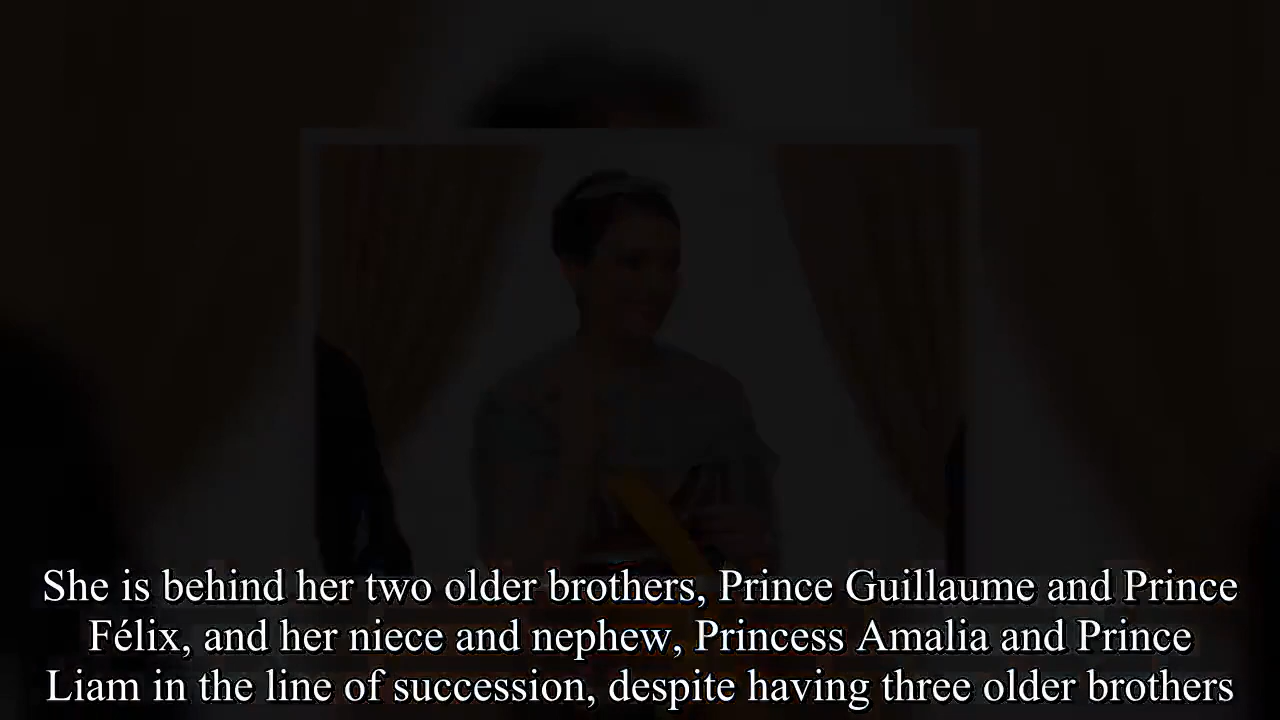 She is behind her two older brothers, Prince Guillaume and Prince
Félix, and her niece and nephew, Princess Amalia and Prince
Liam in the line of succession, despite having three older brothers